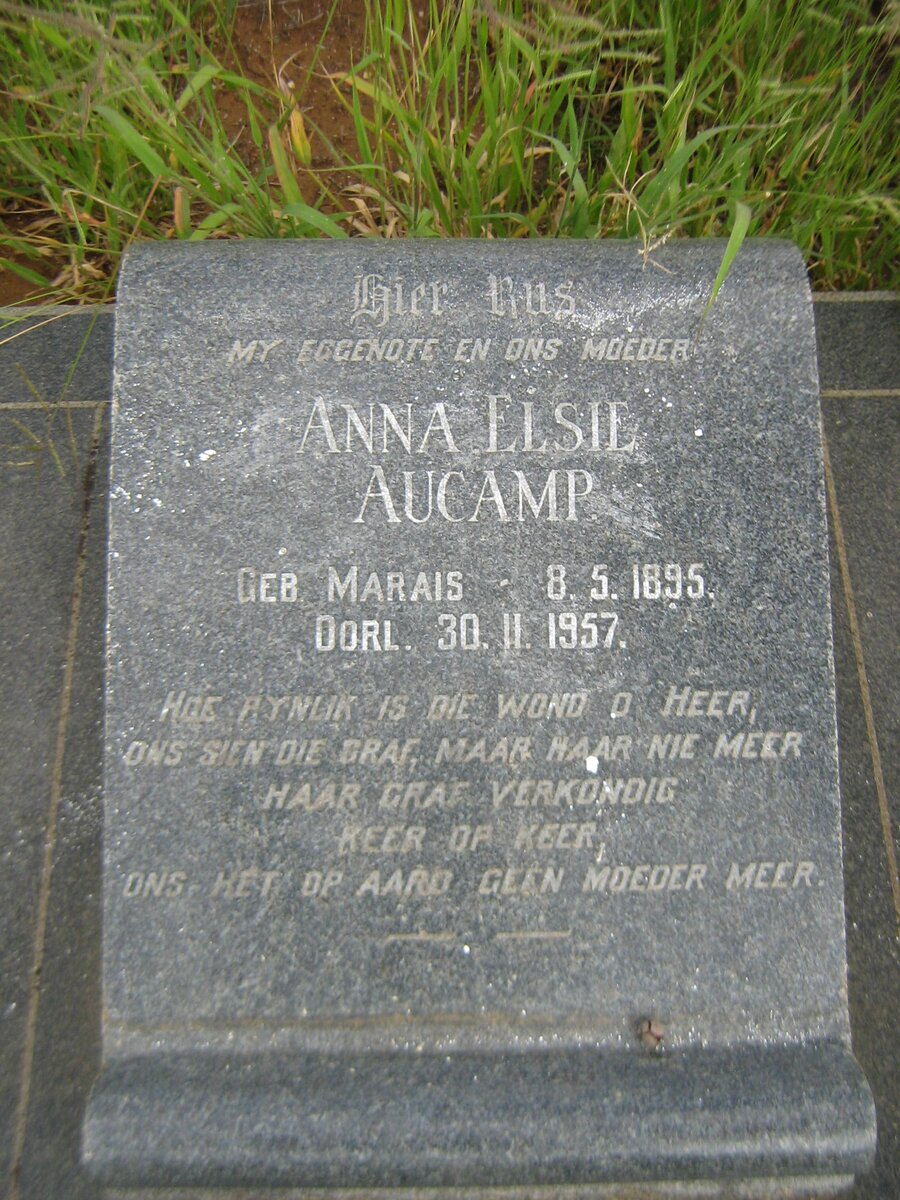 Hier Rus
MY EGGENOTE EN ONS MOEDER
ANNA ELSIE
AUCAMP
GEB MARAIS - 8.5.1895.
OORL. 30.11.1957.
HOE PYNLIK IS DIE WOND O HEER,
ONS SIEN DIE GRAF, MAAR HAAR NIE MEER
HAAR GRAF VERKONDIG
KEER OP KEER,
ONS HET OP AARD GEEN MOEDER MEER.